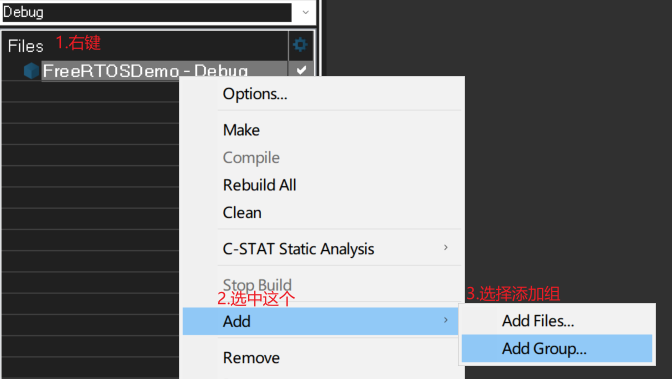 Debug
Files
1.右键
FreeRTOSDemo - Debug
Options...
Make
Compile
Rebuild All
Clean
C-STAT Static Analysis
Stop Build
2.选中这个
3.选择添加组
Add
Add Files...
Add Group...
Remove